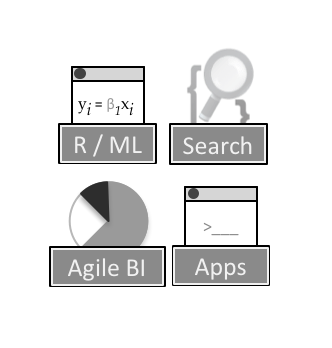 yi = β1xi
R / ML
Search
Agile BI
>___
Apps